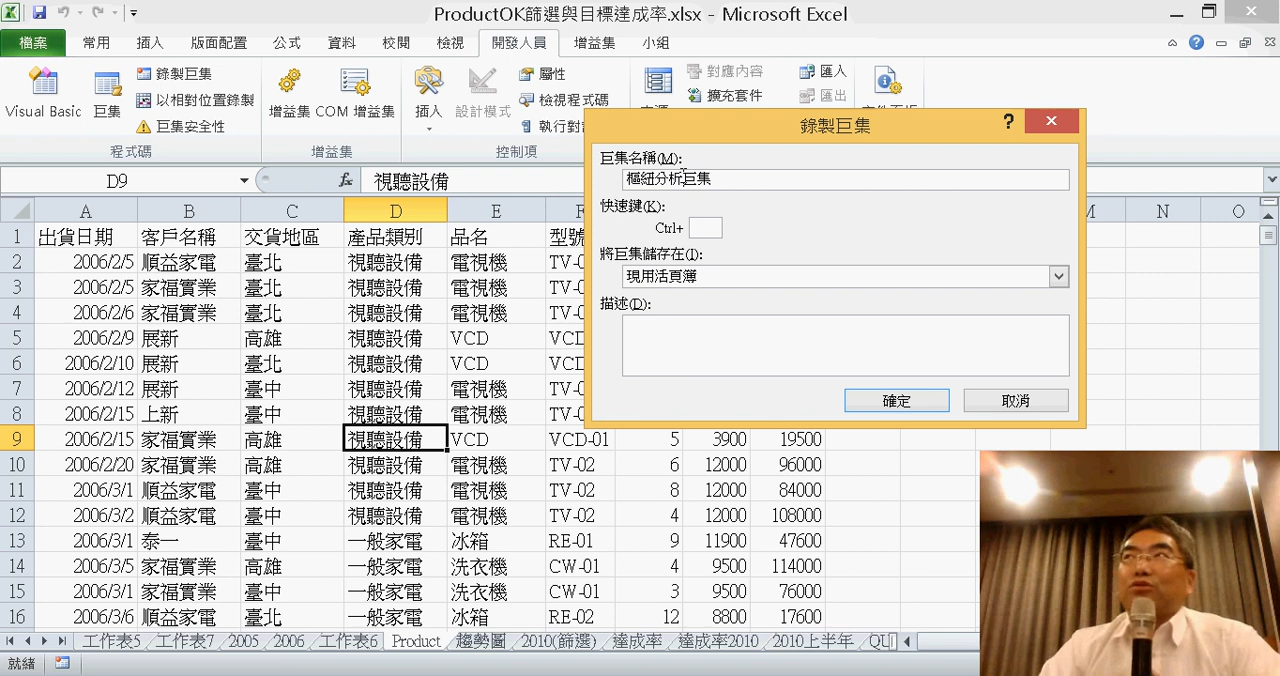 ProductOK篩選與目標達成率.xlsx - Microsoft Excel
檔案 常用 插入 版面配置 公式 資料 校閱 檢視 開發人員 增益集 小組
Visual Basic 巨集 錄製巨集 以相對位置錄製 巨集安全性
增益集 COM 增益集 插入 設計模式 屬性 檢視程式碼
對應內容 擴充套件 匯入 匯出
程式碼 增益集 控制項
錄製巨集
巨集名稱(M):
樞紐分析巨集
快速鍵(K):
Ctrl+
將巨集儲存在(I):
現用活頁簿
描述(D):
確定 取消
D9 fx 視聽設備
A B C D E N O
1 出貨日期 客戶名稱 交貨地區 產品類別 品名 型號
2 2006/2/5 順益家電 臺北 視聽設備 電視機
3 2006/2/5 家福實業 臺北 視聽設備 電視機
4 2006/2/6 家福實業 臺北 視聽設備 電視機
5 2006/2/9 展新 高雄 視聽設備 VCD
6 2006/2/10 展新 臺北 視聽設備 VCD
7 2006/2/12 展新 臺中 視聽設備 電視機
8 2006/2/15 上新 臺中 視聽設備 電視機
9 2006/2/15 家福實業 高雄 視聽設備 VCD VCD-01 5 3900 19500
10 2006/2/20 家福實業 高雄 視聽設備 電視機 TV-02 6 12000 96000
11 2006/3/1 順益家電 臺中 視聽設備 電視機 TV-02 8 12000 84000
12 2006/3/2 順益家電 臺中 視聽設備 電視機 TV-02 4 12000 108000
13 2006/3/1 泰一 臺中 一般家電 冰箱 RE-01 9 11900 47600
14 2006/3/5 家福實業 高雄 一般家電 洗衣機 CW-01 4 9500 114000
15 2006/3/1 家福實業 臺中 一般家電 洗衣機 CW-01 3 9500 76000
16 2006/3/6 順益家電 臺北 一般家電 冰箱 RE-02 12 8800 17600
工作表5 工作表7 2005 2006 工作表6 Product 趨勢圖 2010(篩選) 達成率 達成率2010 2010上半年
就緒